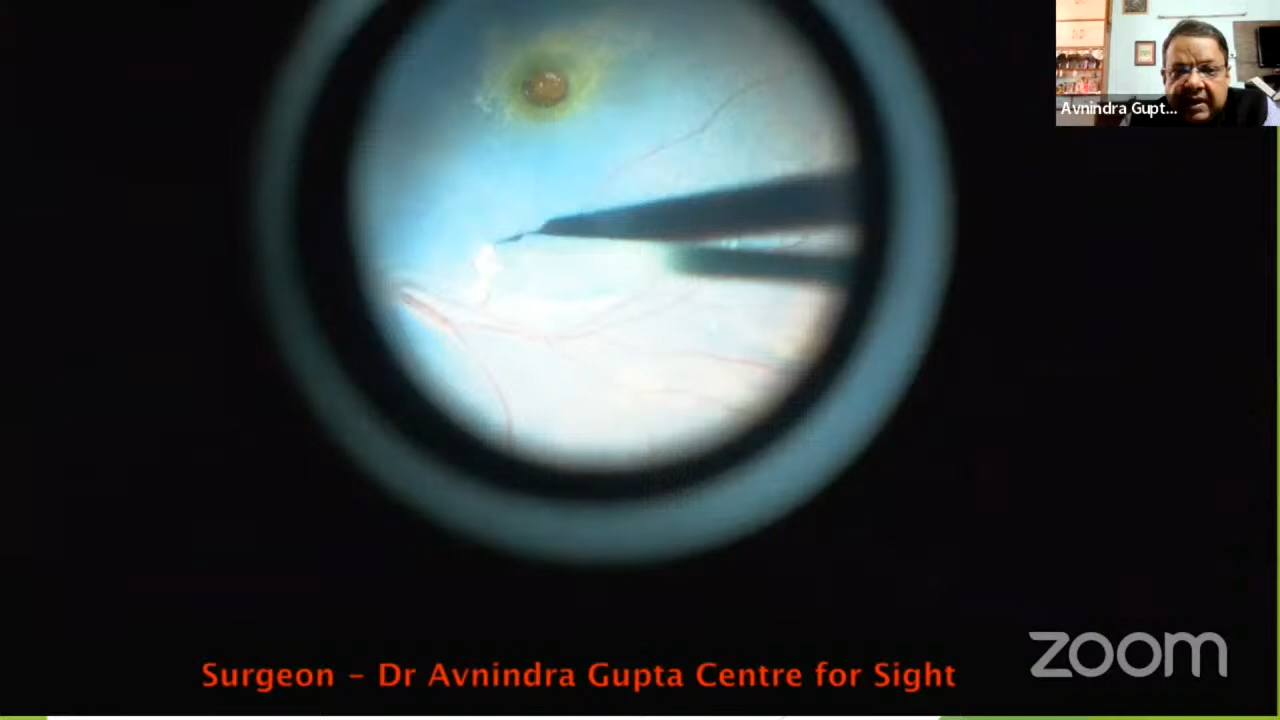 Avnindra Gupt...
Surgeon – Dr Avnindra Gupta Centre for Sight
zoom